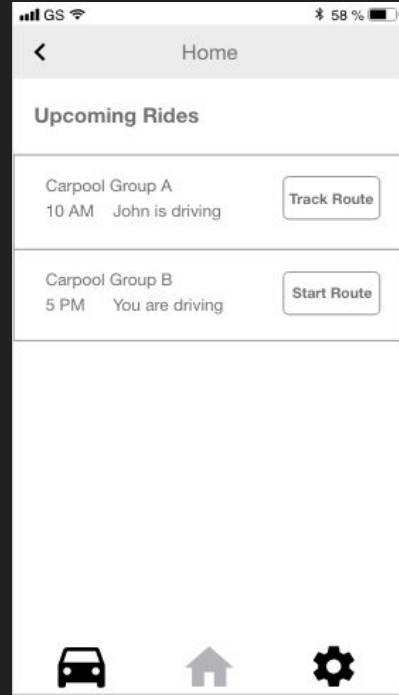 GS 58 %
Home
Upcoming Rides
Carpool Group A
10 AM John is driving
Track Route
Carpool Group B
5 PM You are driving
Start Route